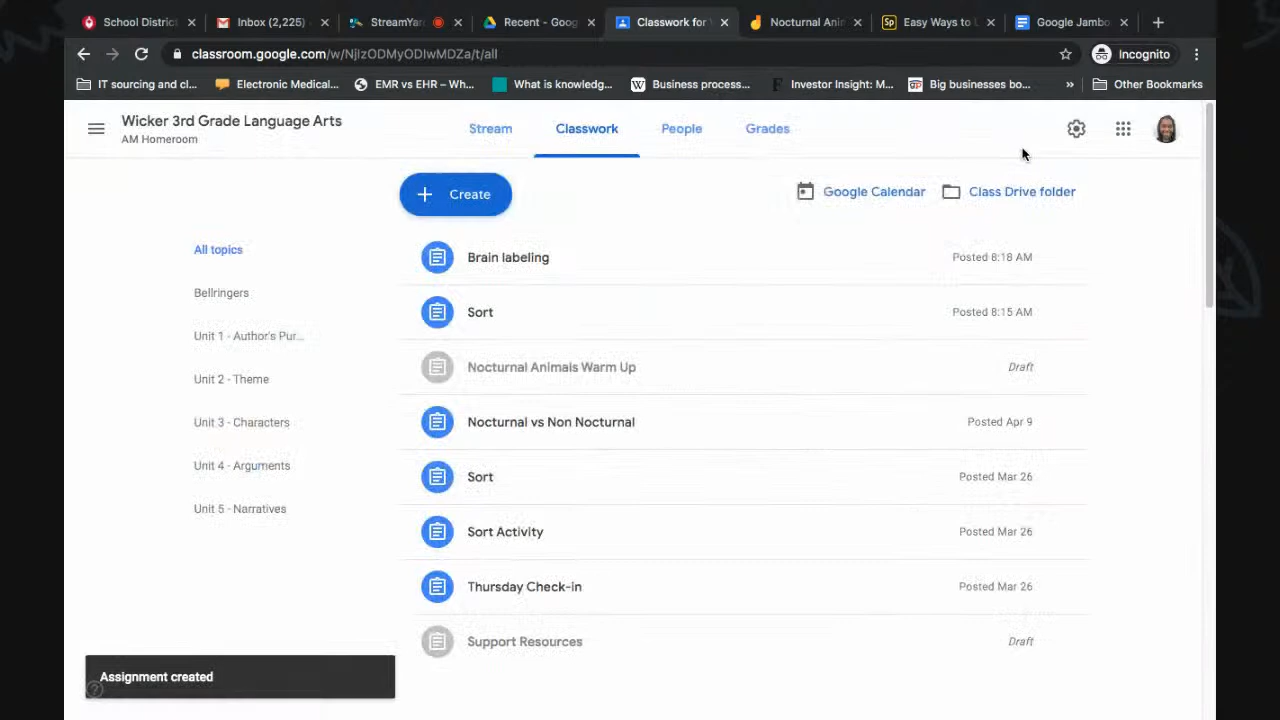 School District
Inbox (2,225)
StreamYar
Recent - Goog
Classwork for
Nocturnal Ani
Sp
Easy Ways to L
Google Jambo
classroom.google.com/w/NjIzODMyODIwMDZa/t/all
Incognito
IT sourcing and cl...
Electronic Medical...
EMR vs EHR – Wh...
What is knowledg...
W
Business process...
Investor Insight: M...
Big businesses bo...
»
Other Bookmarks
Wicker 3rd Grade Language Arts
AM Homeroom
Stream
Classwork
People
Grades
+ Create
Google Calendar
Class Drive folder
All topics
Bellringers
Unit 1 - Author's Pur...
Unit 2 - Theme
Unit 3 - Characters
Unit 4 - Arguments
Unit 5 - Narratives
Brain labeling
Posted 8:18 AM
Sort
Posted 8:15 AM
Nocturnal Animals Warm Up
Draft
Nocturnal vs Non Nocturnal
Posted Apr 9
Sort
Posted Mar 26
Sort Activity
Posted Mar 26
Thursday Check-in
Posted Mar 26
Support Resources
Draft
Assignment created
?